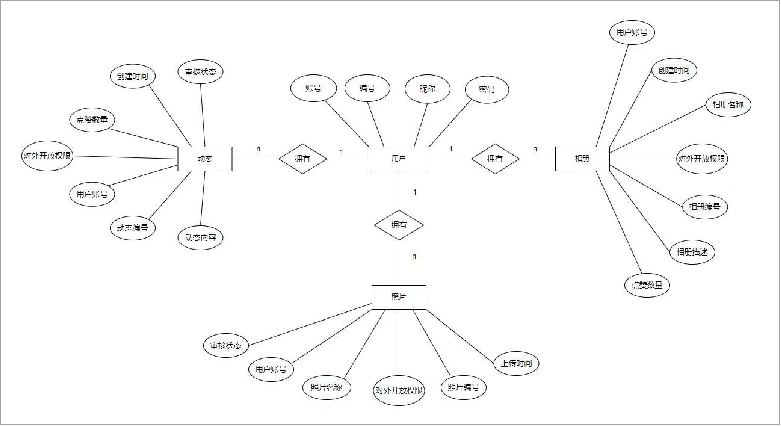 用户账号
创建时间
审核状态
创建时间
账号
编号
昵称
密码
相册名称
点赞数量
对外开放权限
动态
n
拥有
1
用户
1
拥有
n
相册
对外开放权限
用户账号
1
相册编号
动态编号
动态内容
拥有
相册描述
n
点赞数量
照片
审核状态
用户账号
照片名称
对外开放权限
照片编号
上传时间